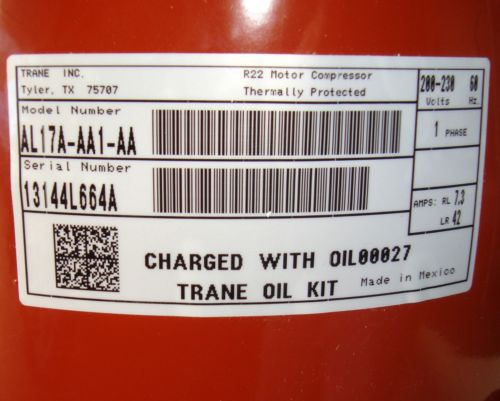 TRANE INC.
Tyler, TX 75707
R22 Motor Compressor
Thermally Protected
200-230 60
Volts Hz.
Model Number
AL17A-AA1-AA
1 PHASE
Serial Number
13144L664A
AMPS: RL 7.3
LR 42
CHARGED WITH OIL00027
TRANE OIL KIT
Made in Mexico